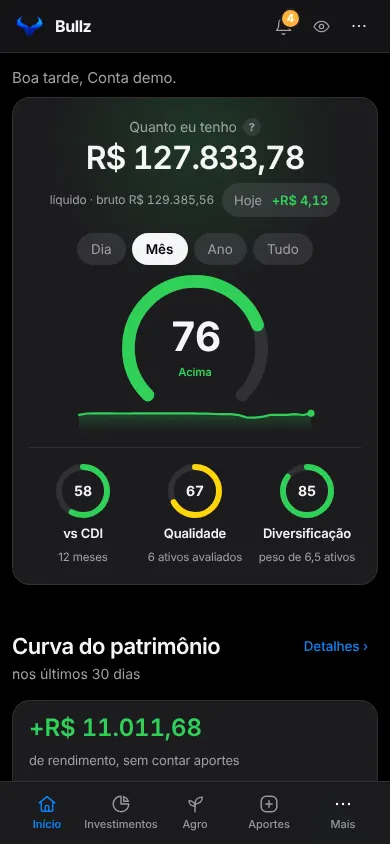 Bullz
4
Boa tarde, Conta demo.
Quanto eu tenho ?
R$ 127.833,78
líquido · bruto R$ 129.385,56 Hoje +R$ 4,13
Dia Mês Ano Tudo
76
Acima
58 67 85
vs CDI Qualidade Diversificação
12 meses 6 ativos avaliados peso de 6,5 ativos
Curva do patrimônio Detalhes ›
nos últimos 30 dias
+R$ 11.011,68
de rendimento, sem contar aportes
Início Investimentos Agro Aportes Mais